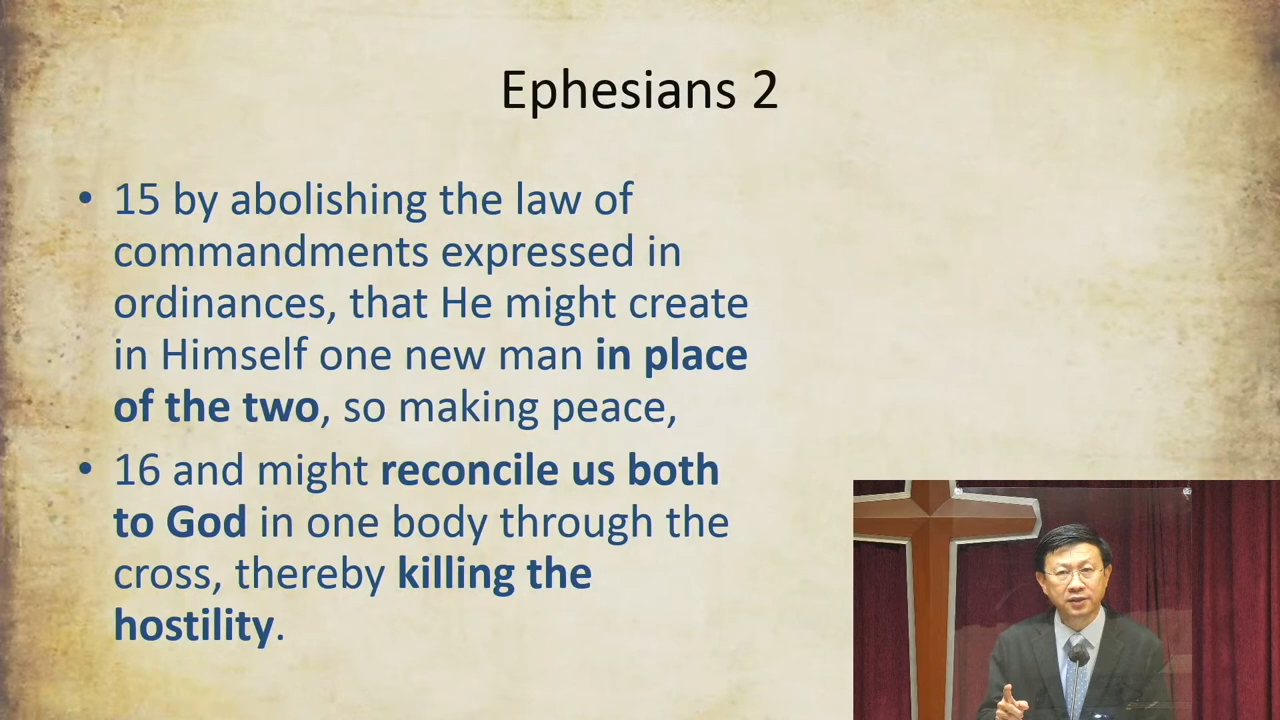 Ephesians 2
• 15 by abolishing the law of
commandments expressed in
ordinances, that He might create
in Himself one new man in place
of the two, so making peace,
• 16 and might reconcile us both
to God in one body through the
cross, thereby killing the
hostility.